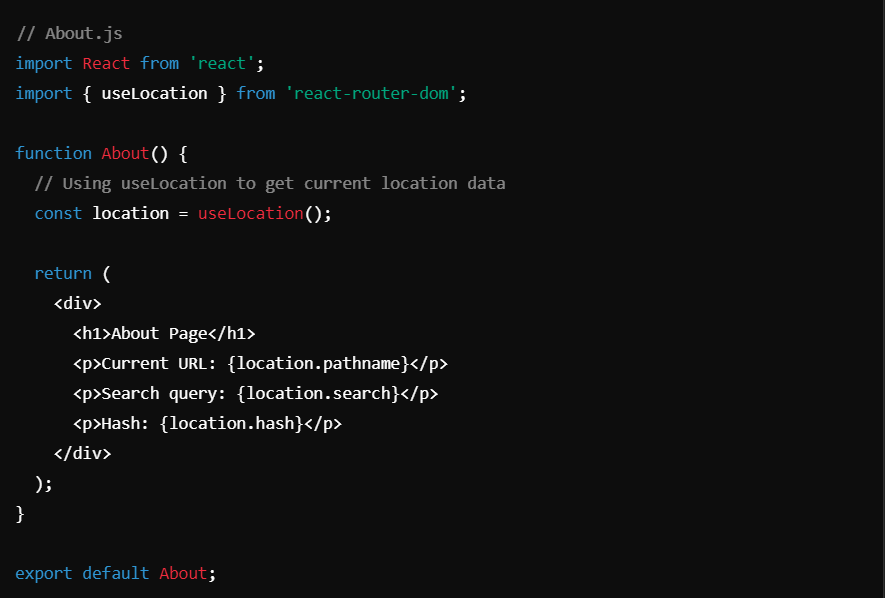 // About.js
import React from 'react';
import { useLocation } from 'react-router-dom';

function About() {
  // Using useLocation to get current location data
  const location = useLocation();

  return (
    <div>
      <h1>About Page</h1>
      <p>Current URL: {location.pathname}</p>
      <p>Search query: {location.search}</p>
      <p>Hash: {location.hash}</p>
    </div>
  );
}

export default About;